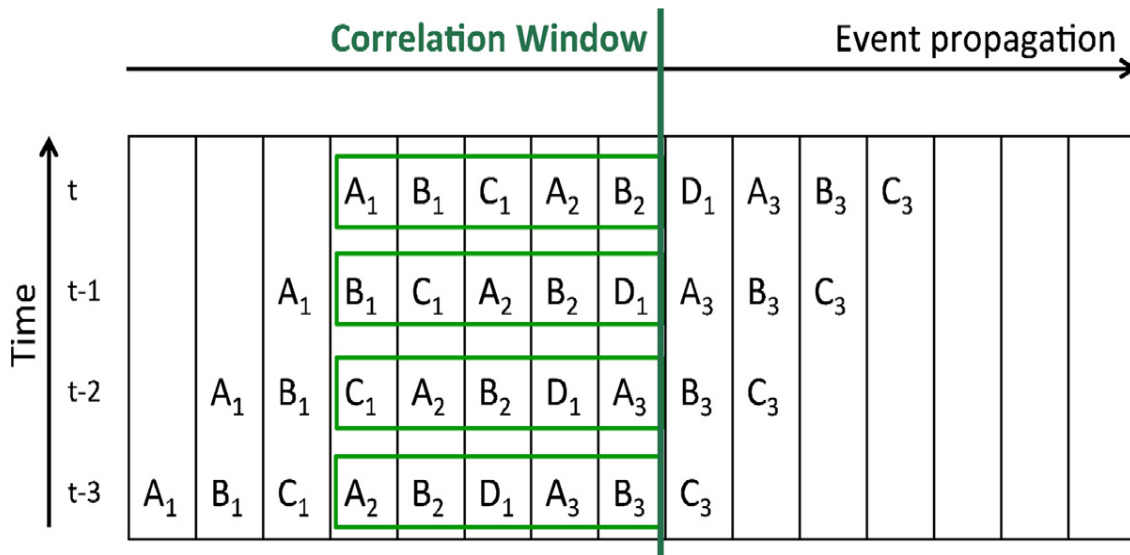 Correlation Window Event propagation
t A₁ B₁ C₁ A₂ B₂ D₁ A₃ B₃ C₃
t-1 A₁ B₁ C₁ A₂ B₂ D₁ A₃ B₃ C₃
t-2 A₁ B₁ C₁ A₂ B₂ D₁ A₃ B₃ C₃
t-3 A₁ B₁ C₁ A₂ B₂ D₁ A₃ B₃ C₃
Time